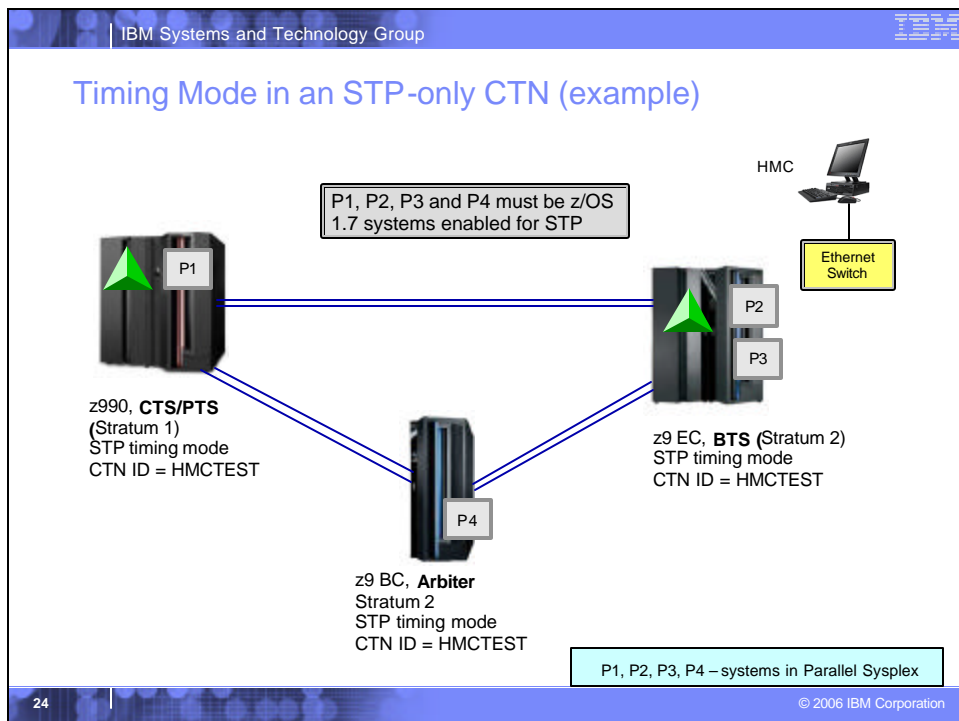 IBM Systems and Technology Group
IBM
Timing Mode in an STP-only CTN (example)
HMC
P1, P2, P3 and P4 must be z/OS
1.7 systems enabled for STP
Ethernet
Switch
P1
P2
P3
z990, CTS/PTS
(Stratum 1)
STP timing mode
CTN ID = HMCTEST
z9 EC, BTS (Stratum 2)
STP timing mode
CTN ID = HMCTEST
P4
z9 BC, Arbiter
Stratum 2
STP timing mode
CTN ID = HMCTEST
P1, P2, P3, P4 – systems in Parallel Sysplex
24
© 2006 IBM Corporation